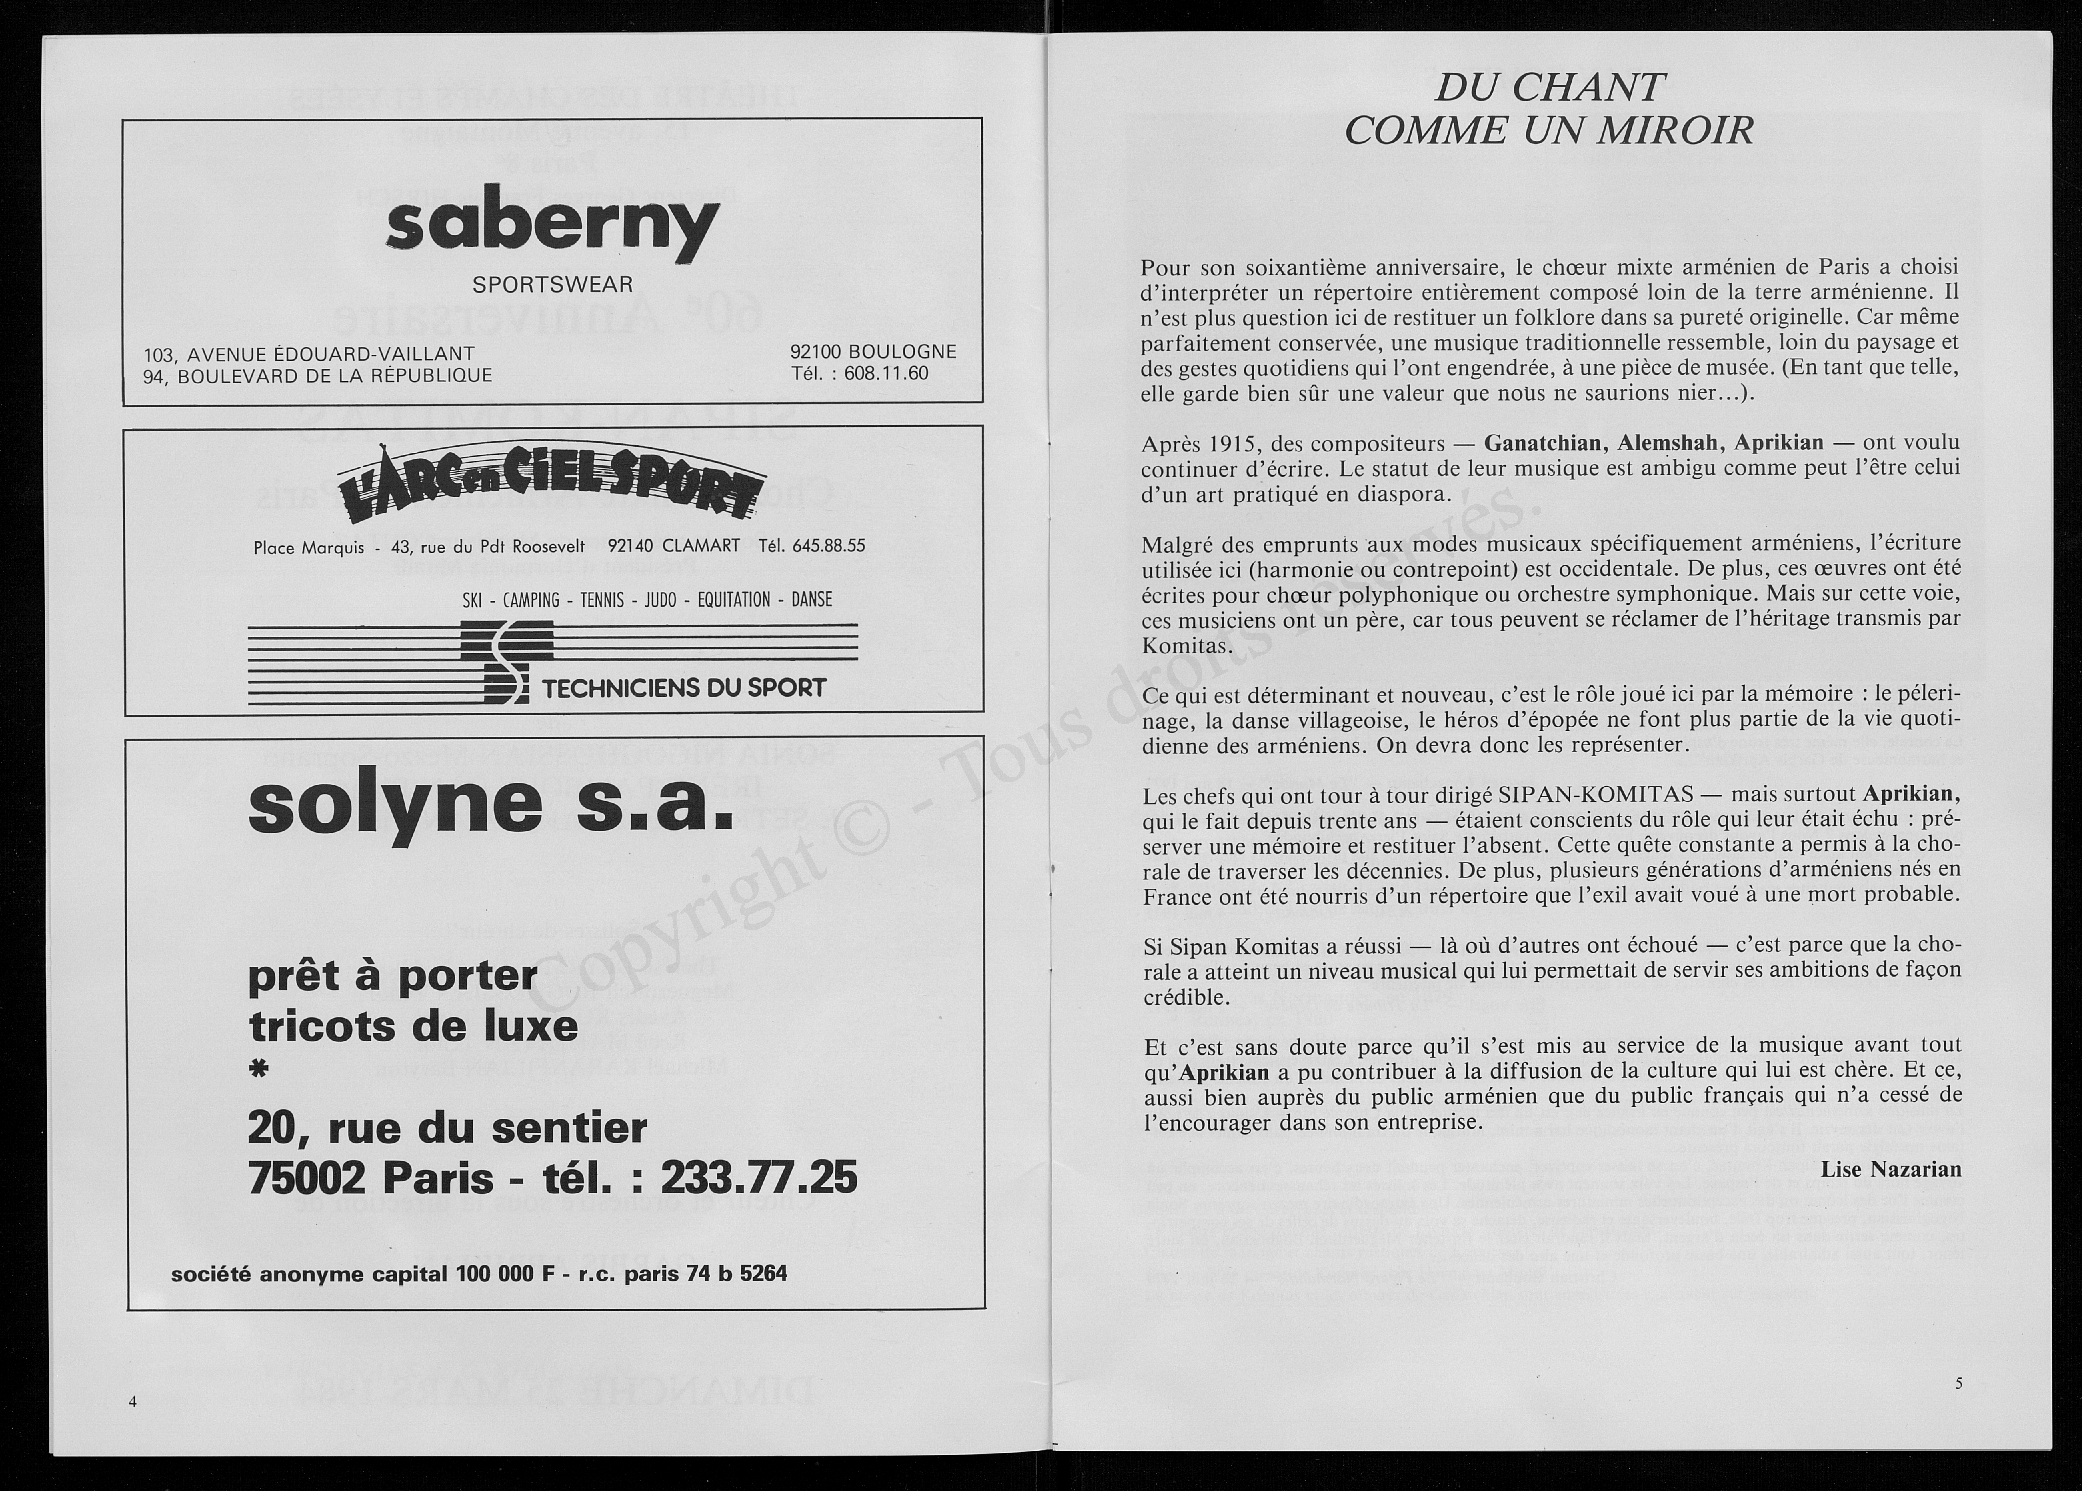 saberny
SPORTSWEAR
103, AVENUE ÉDOUARD-VAILLANT
94, BOULEVARD DE LA RÉPUBLIQUE
92100 BOULOGNE
Tél. : 608.11.60
L'ARC en CIEL SPORT
Place Marquis - 43, rue du Pdt Roosevelt 92140 CLAMART Tél. 645.88.55
SKI - CAMPING - TENNIS - JUDO - EQUITATION - DANSE
TECHNICIENS DU SPORT
solyne s.a.
prêt à porter
tricots de luxe
*
20, rue du sentier
75002 Paris - tél. : 233.77.25
société anonyme capital 100 000 F - r.c. paris 74 b 5264
4
DU CHANT
COMME UN MIROIR
Pour son soixantième anniversaire, le chœur mixte arménien de Paris a choisi
d'interpréter un répertoire entièrement composé loin de la terre arménienne. Il
n'est plus question ici de restituer un folklore dans sa pureté originelle. Car même
parfaitement conservée, une musique traditionnelle ressemble, loin du paysage et
des gestes quotidiens qui l'ont engendrée, à une pièce de musée. (En tant que telle,
elle garde bien sûr une valeur que nous ne saurions nier...).
Après 1915, des compositeurs — Ganatchian, Alemshah, Aprikian — ont voulu
continuer d'écrire. Le statut de leur musique est ambigu comme peut l'être celui
d'un art pratiqué en diaspora.
Malgré des emprunts aux modes musicaux spécifiquement arméniens, l'écriture
utilisée ici (harmonie ou contrepoint) est occidentale. De plus, ces œuvres ont été
écrites pour chœur polyphonique ou orchestre symphonique. Mais sur cette voie,
ces musiciens ont un père, car tous peuvent se réclamer de l'héritage transmis par
Komitas.
Ce qui est déterminant et nouveau, c'est le rôle joué ici par la mémoire : le péleri-
nage, la danse villageoise, le héros d'épopée ne font plus partie de la vie quoti-
dienne des arméniens. On devra donc les représenter.
Les chefs qui ont tour à tour dirigé SIPAN-KOMITAS — mais surtout Aprikian,
qui le fait depuis trente ans — étaient conscients du rôle qui leur était échu : pré-
server une mémoire et restituer l'absent. Cette quête constante a permis à la cho-
rale de traverser les décennies. De plus, plusieurs générations d'arméniens nés en
France ont été nourris d'un répertoire que l'exil avait voué à une mort probable.
Si Sipan Komitas a réussi — là où d'autres ont échoué — c'est parce que la cho-
rale a atteint un niveau musical qui lui permettait de servir ses ambitions de façon
crédible.
Et c'est sans doute parce qu'il s'est mis au service de la musique avant tout
qu'Aprikian a pu contribuer à la diffusion de la culture qui lui est chère. Et ce,
aussi bien auprès du public arménien que du public français qui n'a cessé de
l'encourager dans son entreprise.
Lise Nazarian
5
Copyright © - Tous droits réservés.